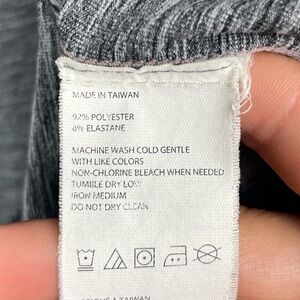 MADE IN TAIWAN
92% POLYESTER
8% ELASTANE
MACHINE WASH COLD GENTLE
WITH LIKE COLORS
NON-CHLORINE BLEACH WHEN NEEDED
TUMBLE DRY LOW
IRON MEDIUM
DO NOT DRY CLEAN
TAIWAN